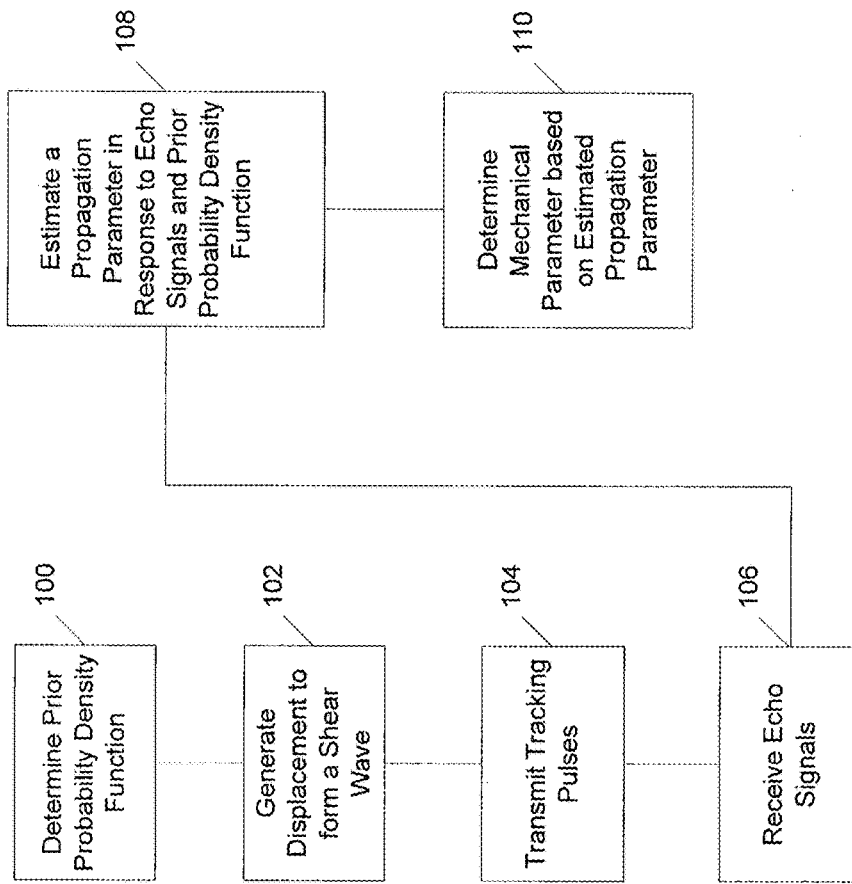 100
Determine Prior
Probability Density
Function
102
Generate
Displacement to
form a Shear
Wave
104
Transmit Tracking
Pulses
106
Receive Echo
Signals
108
Estimate a
Propagation
Parameter in
Response to Echo
Signals and Prior
Probability Density
Function
110
Determine
Mechanical
Parameter based
on Estimated
Propagation
Parameter